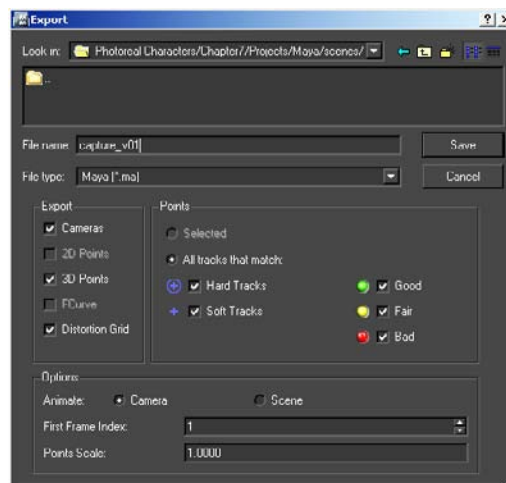 Export
Look in: Photoreal Characters/Chapter7/Projects/Maya/scenes/
..
File name: capture_v01
Save
File type: Maya (*.ma)
Cancel
Export
Cameras
2D Points
3D Points
FCurve
Distortion Grid
Points
Selected
All tracks that match:
Hard Tracks
Good
Soft Tracks
Fair
Bad
Options
Animate: Camera Scene
First Frame Index: 1
Points Scale: 1.0000